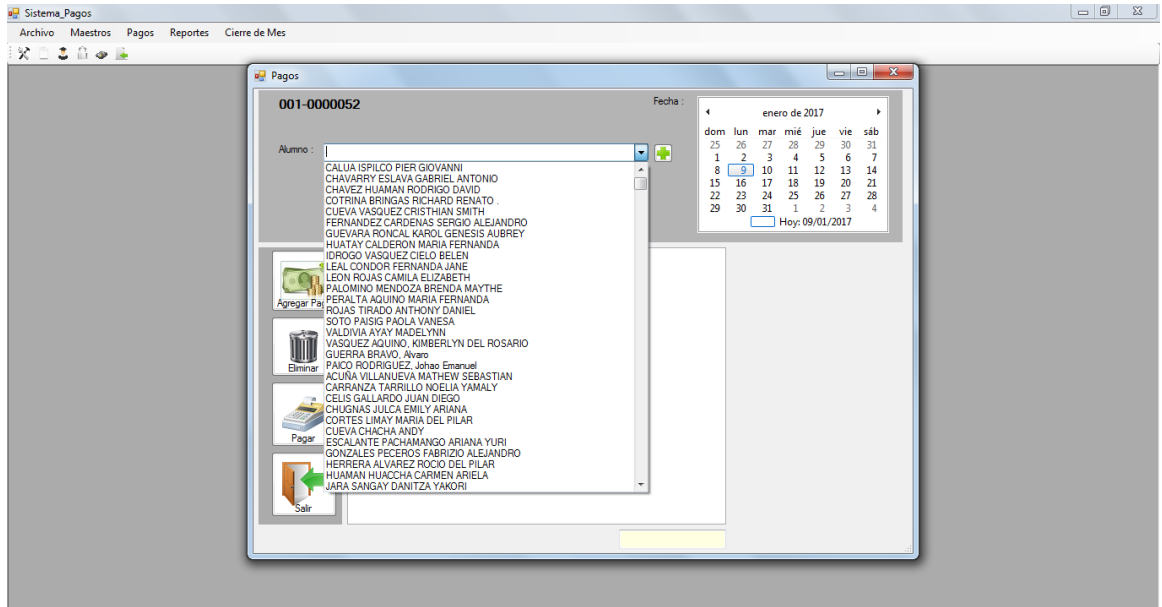 Sistema_Pagos
Archivo Maestros Pagos Reportes Cierre de Mes
Pagos
001-0000052
Fecha :
enero de 2017
dom lun mar mié jue vie sáb
25 26 27 28 29 30 31
1 2 3 4 5 6 7
8 9 10 11 12 13 14
15 16 17 18 19 20 21
22 23 24 25 26 27 28
29 30 31 1 2 3 4
Hoy: 09/01/2017
Alumno :
CALUA ISPILCO PIER GIOVANNI
CHAVARRY ESLAVA GABRIEL ANTONIO
CHAVEZ HUAMAN RODRIGO DAVID
COTRINA BRINGAS RICHARD RENATO .
CUEVA VASQUEZ CRISTHIAN SMITH
FERNANDEZ CARDENAS SERGIO ALEJANDRO
GUEVARA RONCAL KAROL GENESIS AUBREY
HUATAY CALDERON MARIA FERNANDA
IDROGO VASQUEZ CIELO BELEN
LEAL CONDOR FERNANDA JANE
LEON ROJAS CAMILA ELIZABETH
PALOMINO MENDOZA BRENDA MAYTHE
PERALTA AQUINO MARIA FERNANDA
ROJAS TIRADO ANTHONY DANIEL
SOTO PAISIG PAOLA VANESA
VALDIVIA AYAY MADELYNN
VASQUEZ AQUINO, KIMBERLYN DEL ROSARIO
GUERRA BRAVO, Alvaro
PAICO RODRIGUEZ, Johao Emanuel
ACUÑA VILLANUEVA MATHEW SEBASTIAN
CARRANZA TARRILLO NOELIA YAMALY
CELIS GALLARDO JUAN DIEGO
CHUGNAS JULCA EMILY ARIANA
CORTES LIMAY MARIA DEL PILAR
CUEVA CHACHA ANDY
ESCALANTE PACHAMANGO ARIANA YURI
GONZALES PECEROS FABRIZIO ALEJANDRO
HERRERA ALVAREZ ROCIO DEL PILAR
HUAMAN HUACCHA CARMEN ARIELA
JARA SANGAY DANITZA YAKORI
Agregar Pa
Eliminar
Pagar
Salir